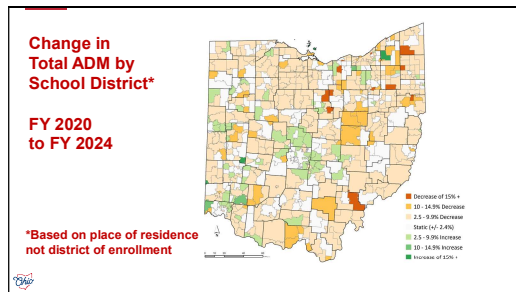 Change in
Total ADM by
School District*
FY 2020
to FY 2024
*Based on place of residence
not district of enrollment
Decrease of 15% +
10 - 14.9% Decrease
2.5 - 9.9% Decrease
Static (+/- 2.4%)
2.5 - 9.9% Increase
10 - 14.9% Increase
Increase of 15% +
Ohio